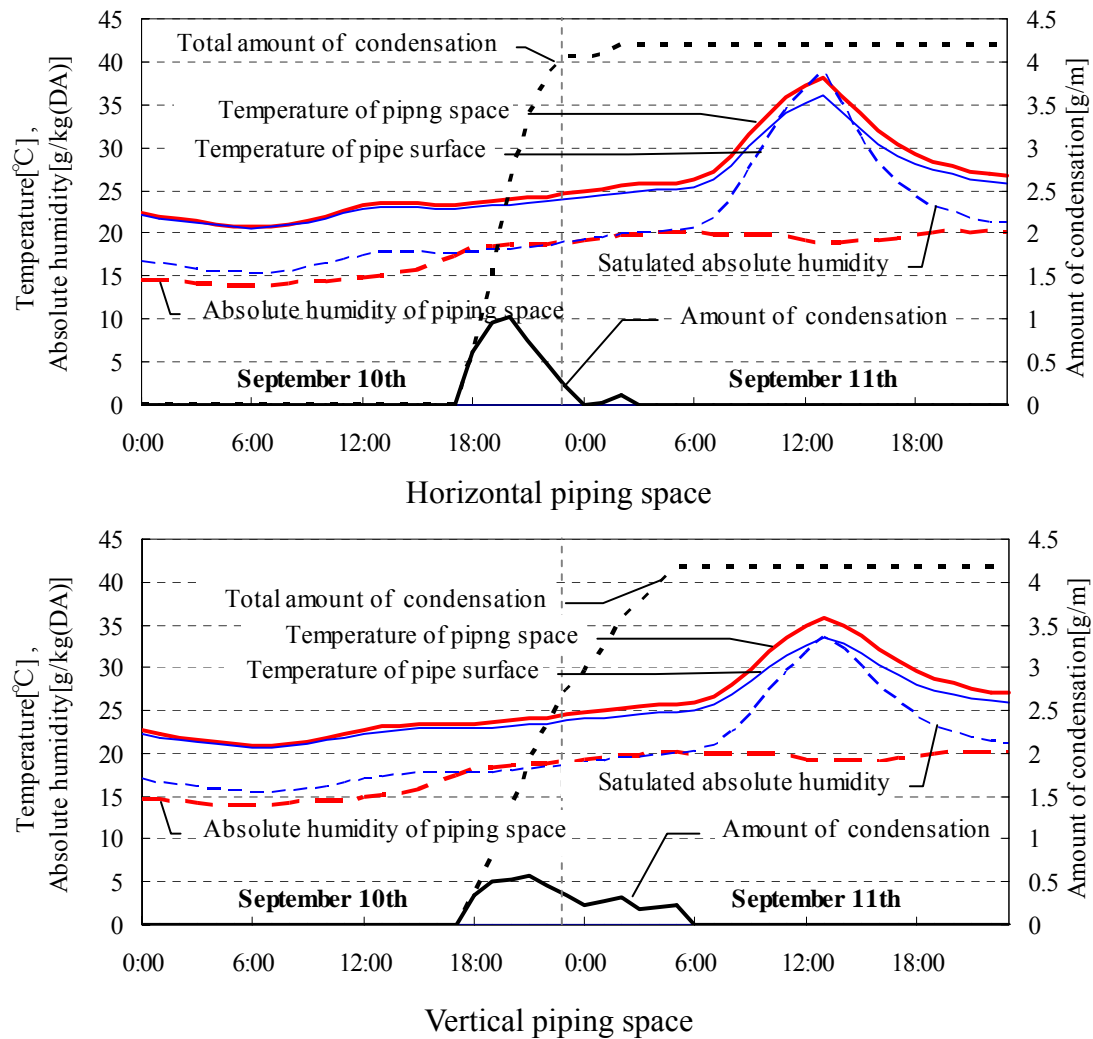 45
40
35
30
25
20
15
10
5
0
Temperature[℃],
Absolute humidity[g/kg(DA)]
4.5
4
3.5
3
2.5
2
1.5
1
0.5
0
Amount of condensation[g/m]
Total amount of condensation
Temperature of pipng space
Temperature of pipe surface
Satulated absolute humidity
Absolute humidity of piping space
Amount of condensation
September 10th
September 11th
0:00 6:00 12:00 18:00 0:00 6:00 12:00 18:00
Horizontal piping space
45
40
35
30
25
20
15
10
5
0
Temperature[℃],
Absolute humidity[g/kg(DA)]
4.5
4
3.5
3
2.5
2
1.5
1
0.5
0
Amount of condensation[g/m]
Total amount of condensation
Temperature of pipng space
Temperature of pipe surface
Satulated absolute humidity
Absolute humidity of piping space
Amount of condensation
September 10th
September 11th
0:00 6:00 12:00 18:00 0:00 6:00 12:00 18:00
Vertical piping space